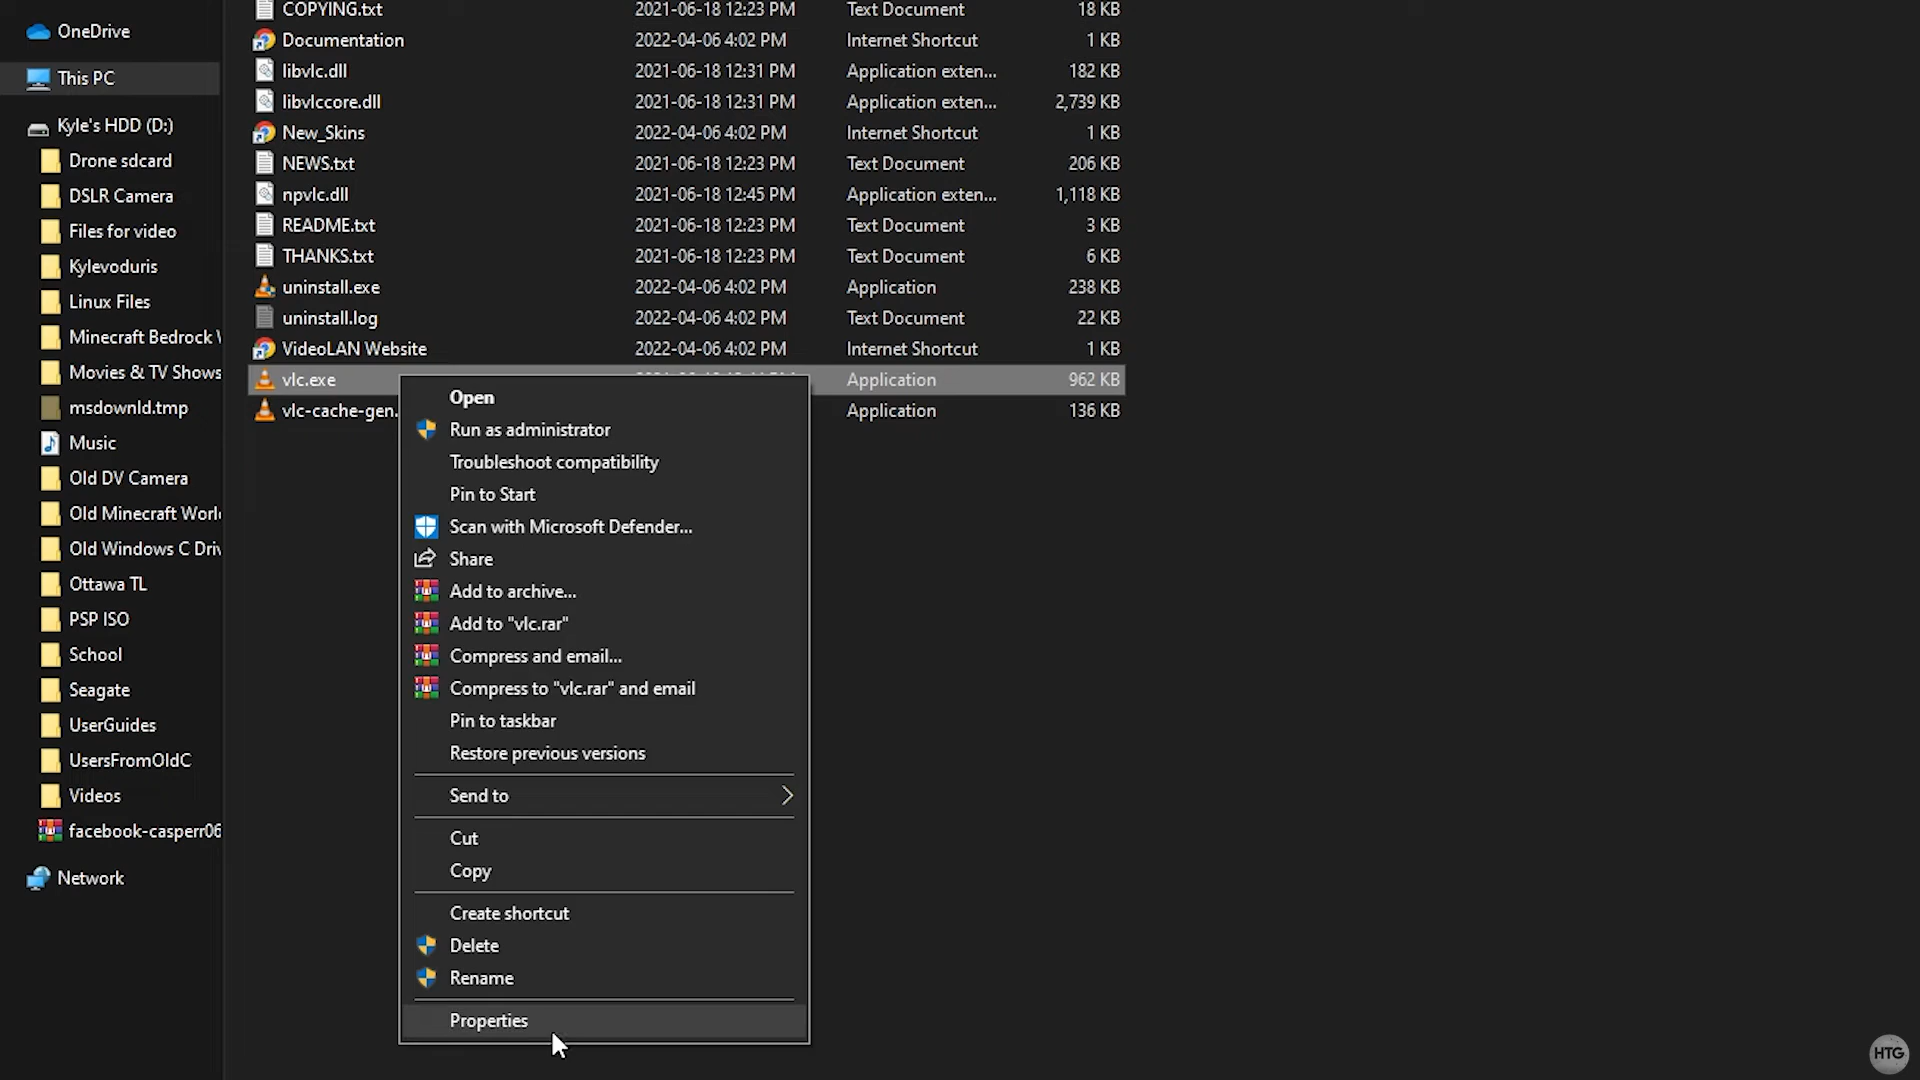 OneDrive
This PC
Kyle's HDD (D:)
Drone sdcard
DSLR Camera
Files for video
Kylevoduris
Linux Files
Minecraft Bedrock
Movies & TV Shows
msdownld.tmp
Music
Old DV Camera
Old Minecraft Worl
Old Windows C Driv
Ottawa TL
PSP ISO
School
Seagate
UserGuides
UsersFromOldC
Videos
facebook-casperr06
Network
COPYING.txt 2021-06-18 12:23 PM Text Document 18 KB
Documentation 2022-04-06 4:02 PM Internet Shortcut 1 KB
libvlc.dll 2021-06-18 12:31 PM Application exten... 182 KB
libvlccore.dll 2021-06-18 12:31 PM Application exten... 2,739 KB
New_Skins 2022-04-06 4:02 PM Internet Shortcut 1 KB
NEWS.txt 2021-06-18 12:23 PM Text Document 206 KB
npvlc.dll 2021-06-18 12:45 PM Application exten... 1,118 KB
README.txt 2021-06-18 12:23 PM Text Document 3 KB
THANKS.txt 2021-06-18 12:23 PM Text Document 6 KB
uninstall.exe 2022-04-06 4:02 PM Application 238 KB
uninstall.log 2022-04-06 4:02 PM Text Document 22 KB
VideoLAN Website 2022-04-06 4:02 PM Internet Shortcut 1 KB
vlc.exe Application 962 KB
vlc-cache-gen. Application 136 KB
Open
Run as administrator
Troubleshoot compatibility
Pin to Start
Scan with Microsoft Defender...
Share
Add to archive...
Add to "vlc.rar"
Compress and email...
Compress to "vlc.rar" and email
Pin to taskbar
Restore previous versions
Send to
Cut
Copy
Create shortcut
Delete
Rename
Properties
HTG